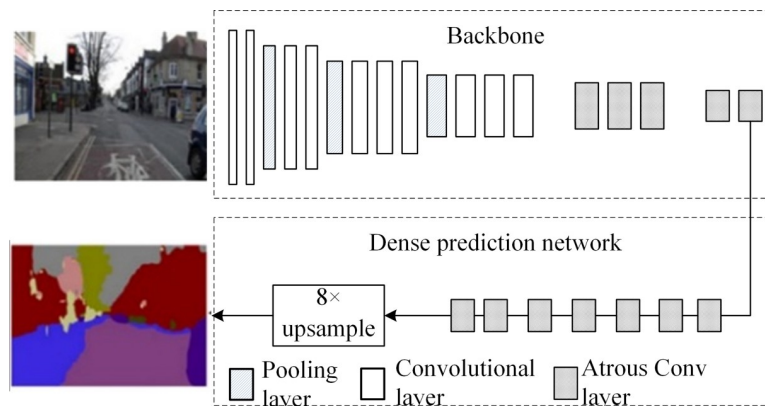 Backbone
Dense prediction network
8×
upsample
Pooling
layer
Convolutional
layer
Atrous Conv
layer